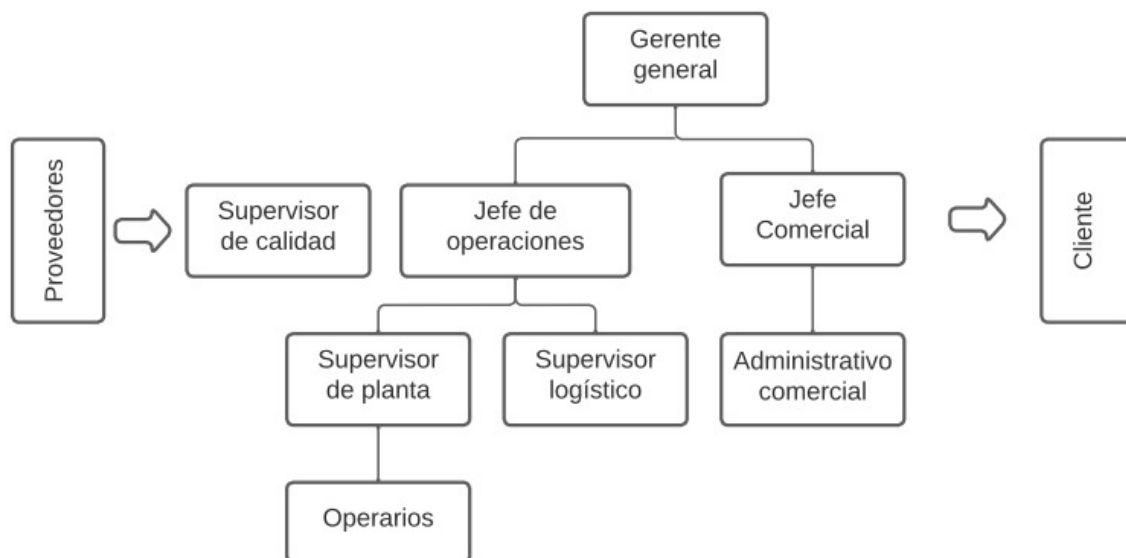 Gerente
general
Proveedores
Supervisor
de calidad
Jefe de
operaciones
Jefe
Comercial
Cliente
Supervisor
de planta
Supervisor
logístico
Administrativo
comercial
Operarios